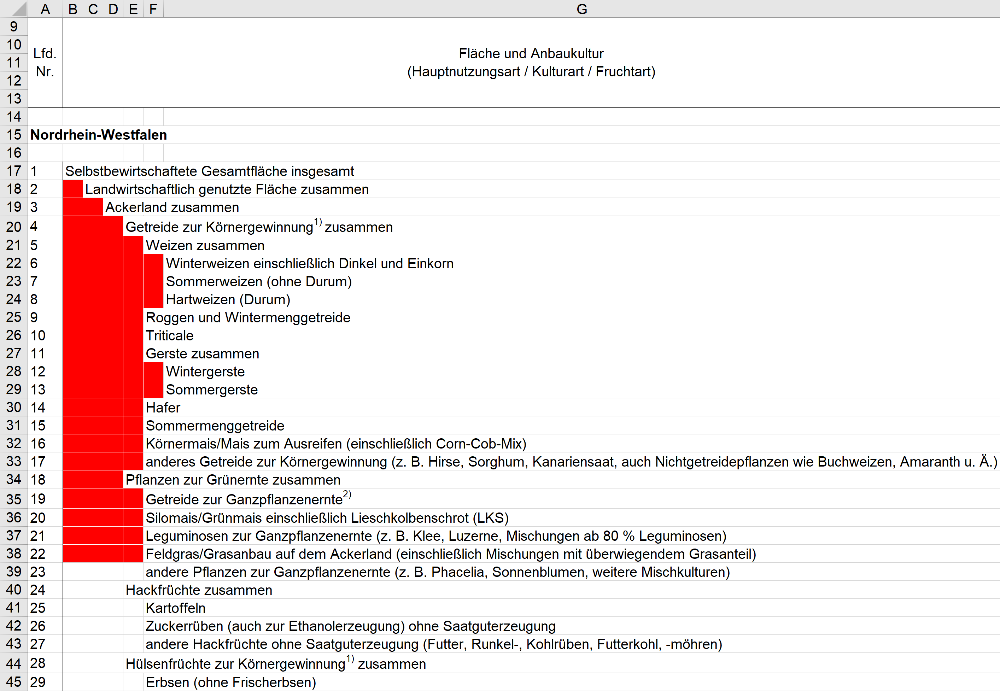 A B C D E F G
9
10
11
12
13
Lfd.
Nr.
Fläche und Anbaukultur
(Hauptnutzungsart / Kulturart / Fruchtart)
14
15 Nordrhein-Westfalen
16
17 1 Selbstbewirtschaftete Gesamtfläche insgesamt
18 2 Landwirtschaftlich genutzte Fläche zusammen
19 3 Ackerland zusammen
20 4 Getreide zur Körnergewinnung1) zusammen
21 5 Weizen zusammen
22 6 Winterweizen einschließlich Dinkel und Einkorn
23 7 Sommerweizen (ohne Durum)
24 8 Hartweizen (Durum)
25 9 Roggen und Wintermenggetreide
26 10 Triticale
27 11 Gerste zusammen
28 12 Wintergerste
29 13 Sommergerste
30 14 Hafer
31 15 Sommermenggetreide
32 16 Körnermais/Mais zum Ausreifen (einschließlich Corn-Cob-Mix)
33 17 anderes Getreide zur Körnergewinnung (z. B. Hirse, Sorghum, Kanariensaat, auch Nichtgetreidepflanzen wie Buchweizen, Amaranth u. Ä.)
34 18 Pflanzen zur Grünernte zusammen
35 19 Getreide zur Ganzpflanzenernte2)
36 20 Silomais/Grünmais einschließlich Lieschkolbenschrot (LKS)
37 21 Leguminosen zur Ganzpflanzenernte (z. B. Klee, Luzerne, Mischungen ab 80 % Leguminosen)
38 22 Feldgras/Grasanbau auf dem Ackerland (einschließlich Mischungen mit überwiegendem Grasanteil)
39 23 andere Pflanzen zur Ganzpflanzenernte (z. B. Phacelia, Sonnenblumen, weitere Mischkulturen)
40 24 Hackfrüchte zusammen
41 25 Kartoffeln
42 26 Zuckerrüben (auch zur Ethanolerzeugung) ohne Saatguterzeugung
43 27 andere Hackfrüchte ohne Saatguterzeugung (Futter, Runkel-, Kohlrüben, Futterkohl, -möhren)
44 28 Hülsenfrüchte zur Körnergewinnung1) zusammen
45 29 Erbsen (ohne Frischerbsen)